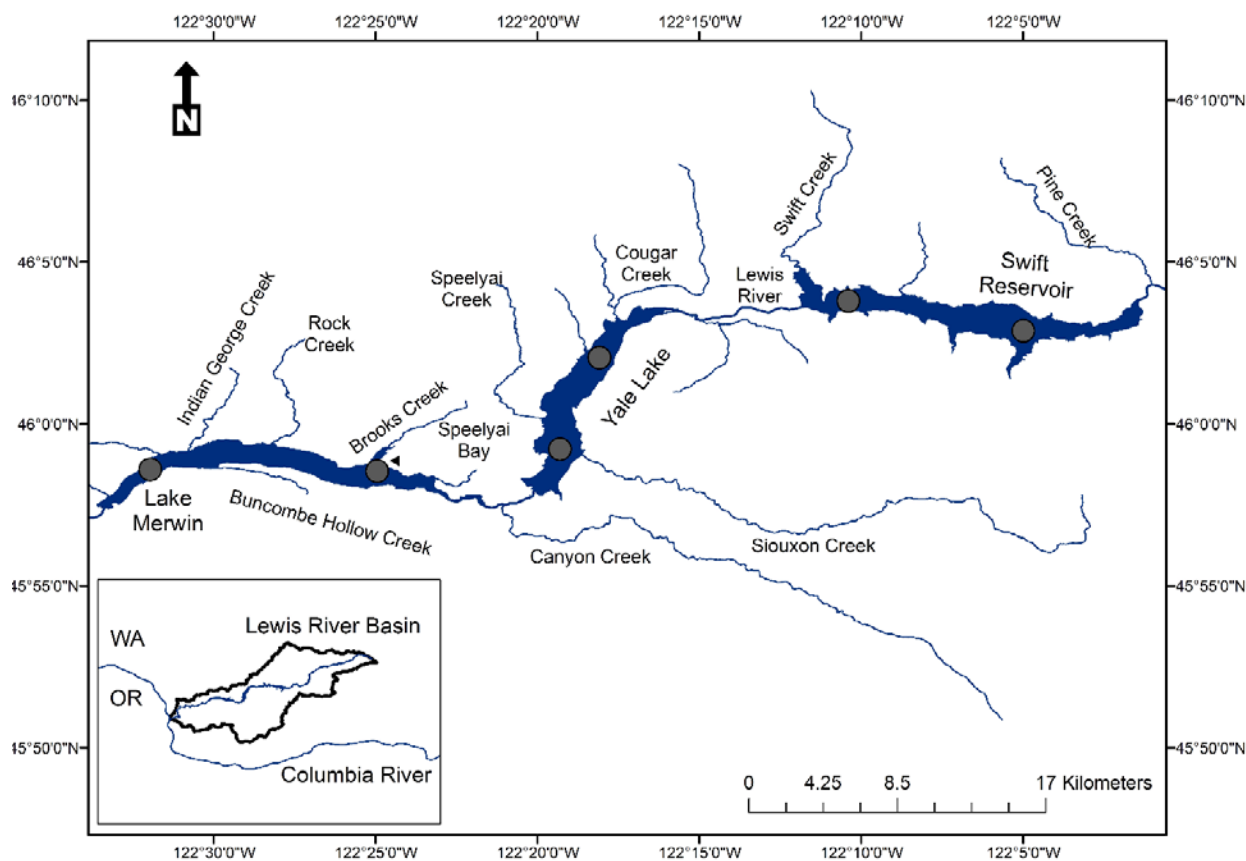 122°30'0"W 122°25'0"W 122°20'0"W 122°15'0"W 122°10'0"W 122°5'0"W
46°10'0"N 46°10'0"N
N
Swift Creek
Pine Creek
Cougar
Creek
46°5'0"N 46°5'0"N
Speelyai
Creek
Lewis
River
Swift
Reservoir
Indian George Creek
Rock
Creek
Yale Lake
46°0'0"N 46°0'0"N
Brooks Creek
Speelyai
Bay
Lake
Merwin
Buncombe Hollow Creek
Canyon Creek
Siouxon Creek
45°55'0"N 45°55'0"N
Lewis River Basin
WA
OR
Columbia River
45°50'0"N 45°50'0"N
0 4.25 8.5 17 Kilometers
122°30'0"W 122°25'0"W 122°20'0"W 122°15'0"W 122°10'0"W 122°5'0"W